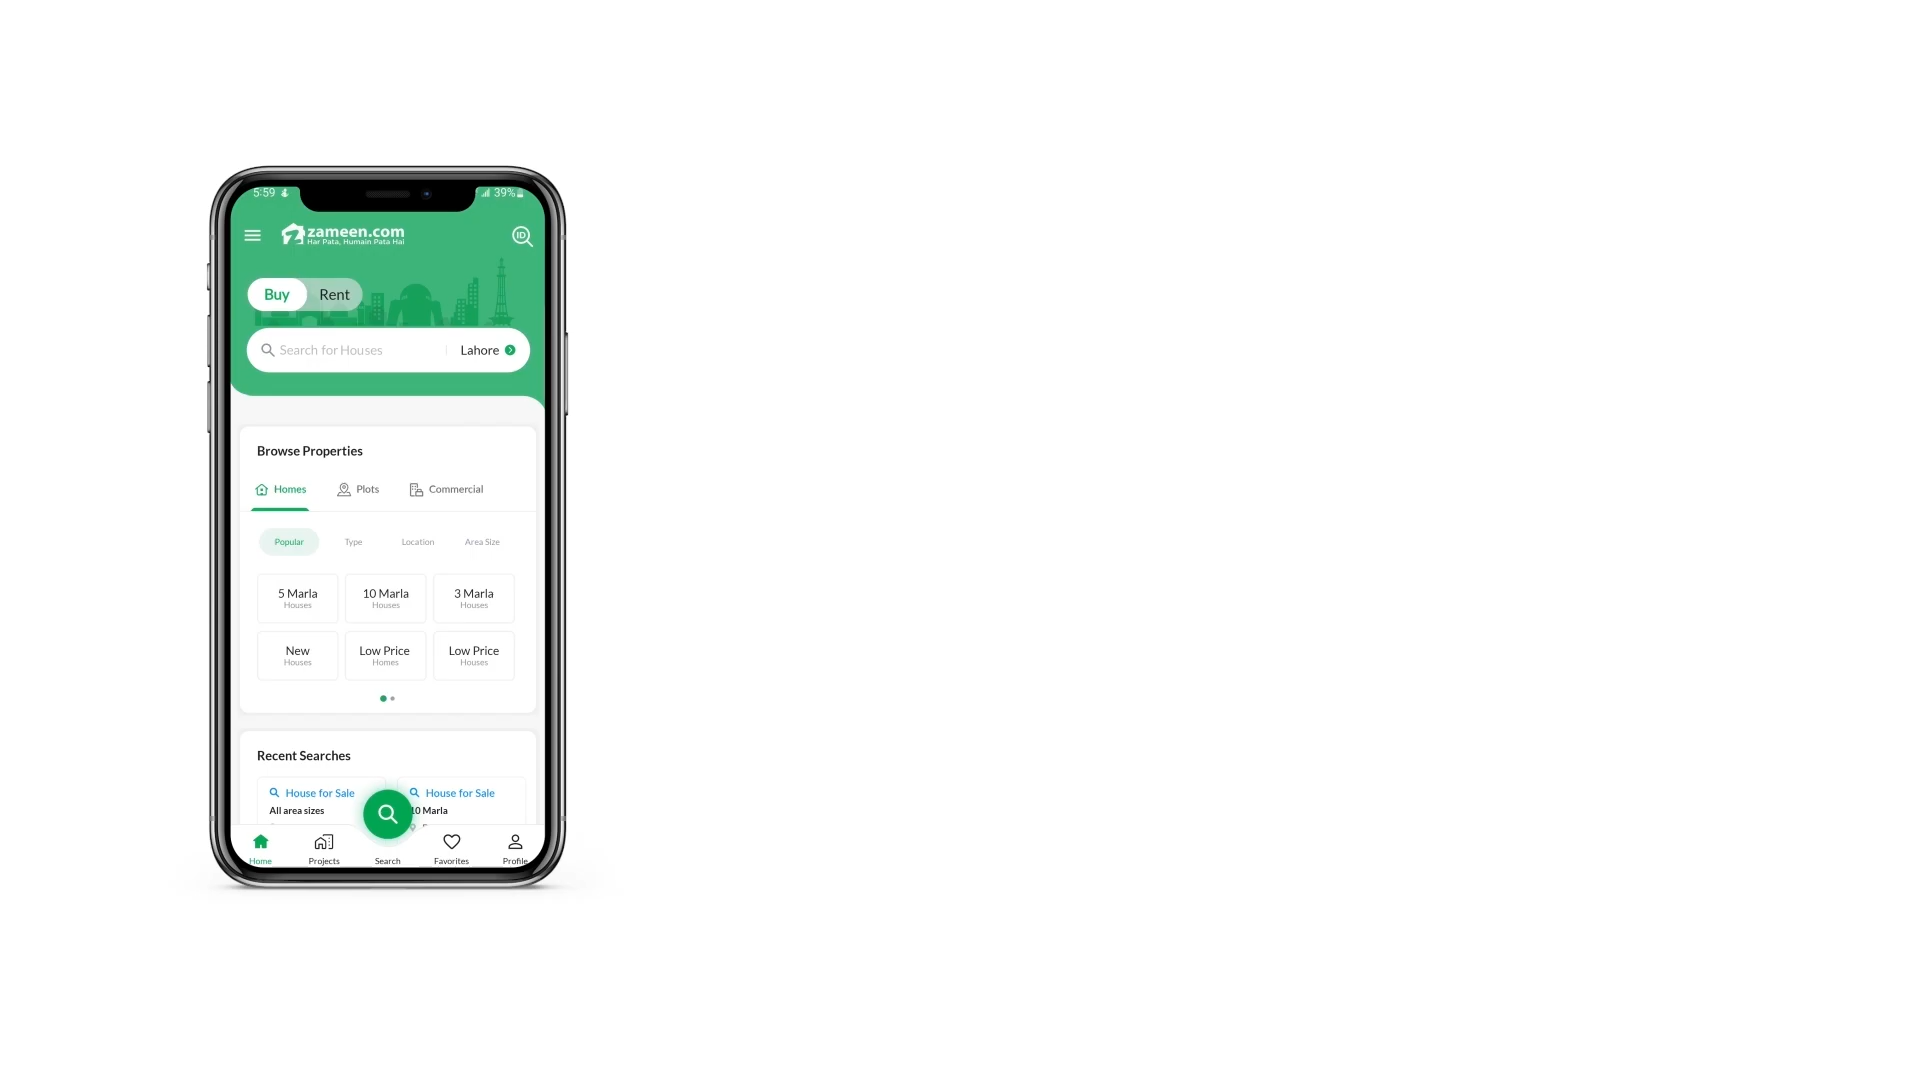 5:59
39%
zameen.com
Har Pata, Humain Pata Hai
ID
Buy Rent
Search for Houses Lahore
Browse Properties
Homes Plots Commercial
Popular Type Location Area Size
5 Marla 10 Marla 3 Marla
Houses Houses Houses
New Low Price Low Price
Houses Homes Houses
Recent Searches
House for Sale House for Sale
All area sizes 10 Marla
Home Projects Search Favorites Profile